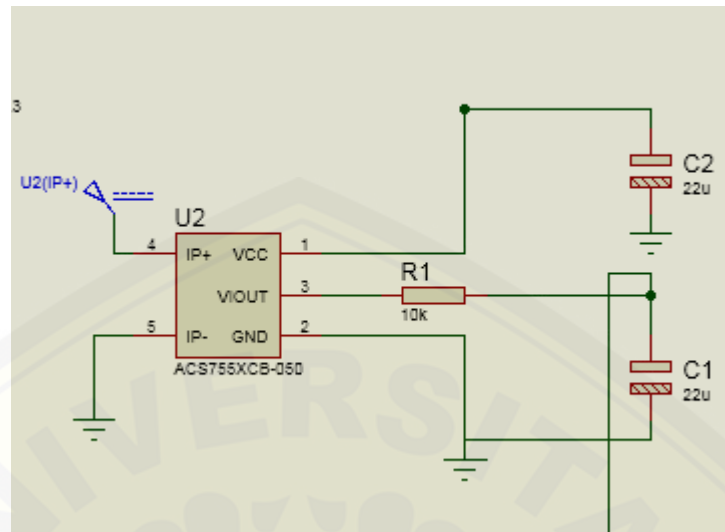 3
U2(IP+)
U2
4
IP+
VCC
1
VIOUT
3
5
IP-
GND
2
ACS755XCB-050
R1
10k
C2
22u
C1
22u
UNIVERSITA